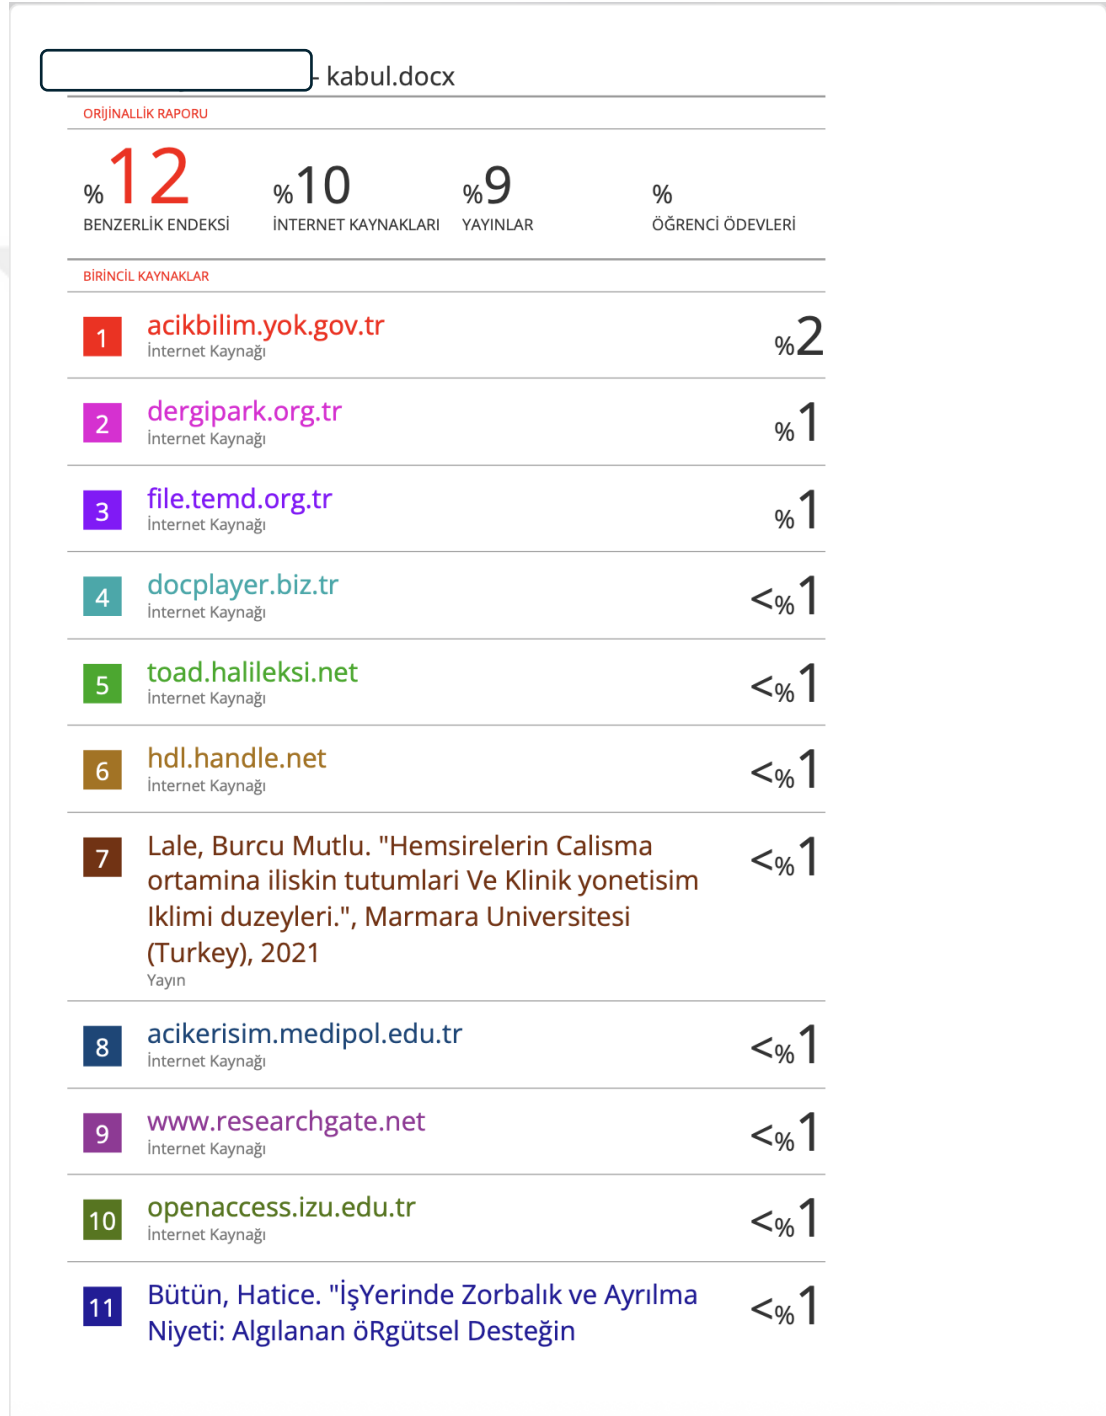 - kabul.docx
ORİJİNALLİK RAPORU
%12
BENZERLİK ENDEKSİ
%10
İNTERNET KAYNAKLARI
%9
YAYINLAR
%
ÖĞRENCİ ÖDEVLERİ
BİRİNCİL KAYNAKLAR
1
acikbilim.yok.gov.tr
İnternet Kaynağı
%2
2
dergipark.org.tr
İnternet Kaynağı
%1
3
file.temd.org.tr
İnternet Kaynağı
%1
4
docplayer.biz.tr
İnternet Kaynağı
<%1
5
toad.halileksi.net
İnternet Kaynağı
<%1
6
hdl.handle.net
İnternet Kaynağı
<%1
7
Lale, Burcu Mutlu. "Hemsirelerin Calisma
ortamina iliskin tutumlari Ve Klinik yonetisim
Iklimi duzeyleri.", Marmara Universitesi
(Turkey), 2021
Yayın
<%1
8
acikerisim.medipol.edu.tr
İnternet Kaynağı
<%1
9
www.researchgate.net
İnternet Kaynağı
<%1
10
openaccess.izu.edu.tr
İnternet Kaynağı
<%1
11
Bütün, Hatice. "İşYerinde Zorbalık ve Ayrılma
Niyeti: Algılanan öRgütsel Desteğin
<%1